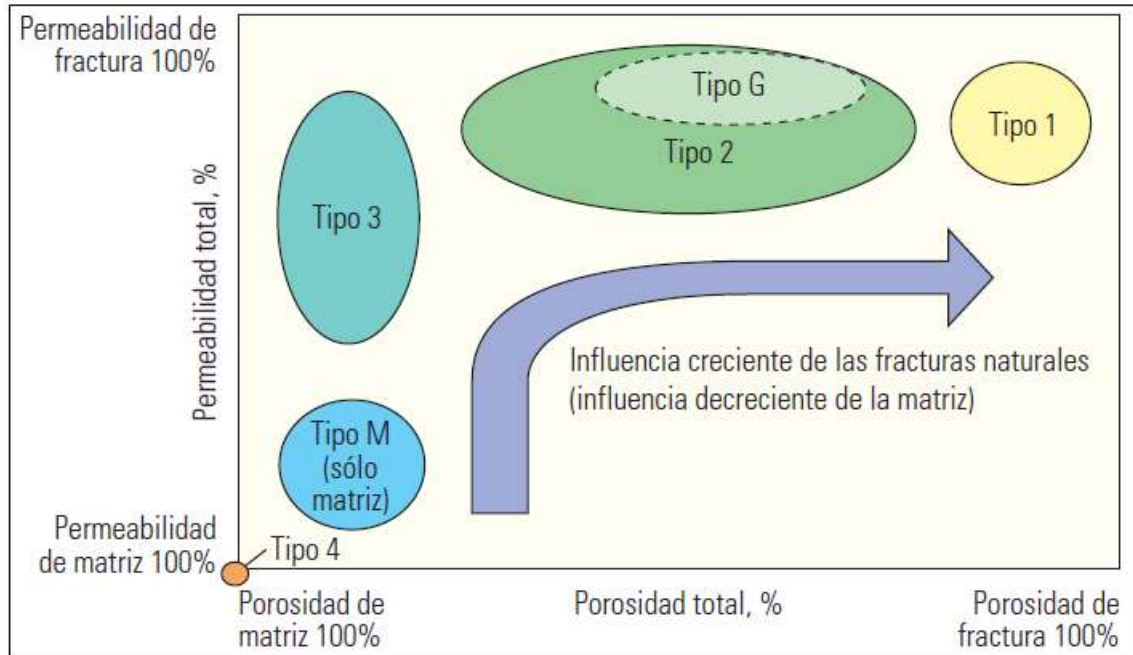 Permeabilidad de
fractura 100%
Permeabilidad total, %
Tipo G
Tipo 2
Tipo 1
Tipo 3
Influencia creciente de las fracturas naturales
(influencia decreciente de la matriz)
Tipo M
(sólo
matriz)
Permeabilidad
de matriz 100%
Tipo 4
Porosidad de
matriz 100%
Porosidad total, %
Porosidad de
fractura 100%